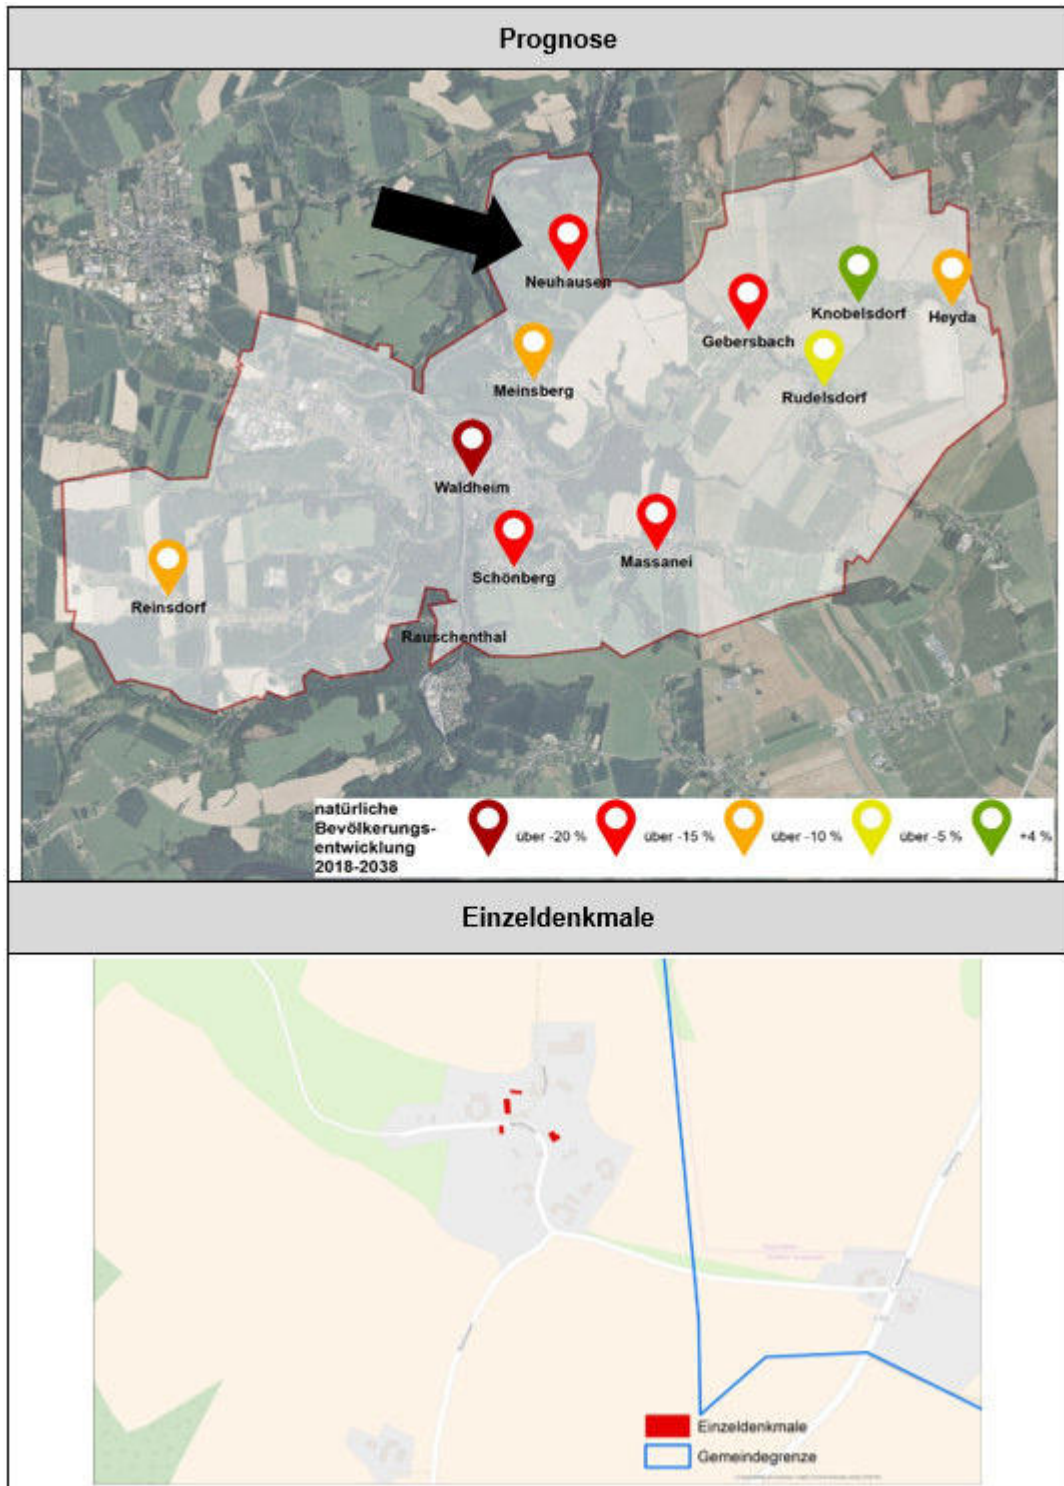 Prognose
Neuhausen
Knobelsdorf
Heyda
Gebersbach
Meinsberg
Rudelsdorf
Waldheim
Massanei
Schönberg
Reinsdorf
Rauschenthal
natürliche
Bevölkerungs-
entwicklung
2018-2038
über -20 %
über -15 %
über -10 %
über -5 %
+4 %
Einzeldenkmale
Einzeldenkmale
Gemeindegrenze